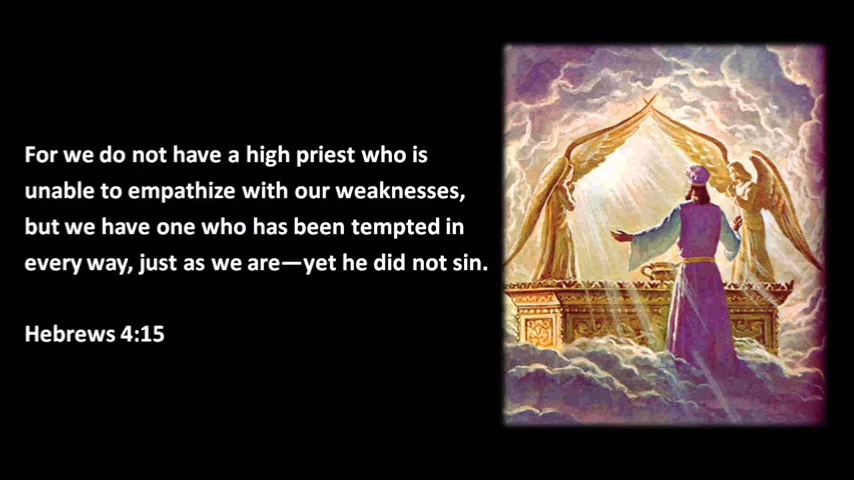 For we do not have a high priest who is
unable to empathize with our weaknesses,
but we have one who has been tempted in
every way, just as we are—yet he did not sin.
Hebrews 4:15